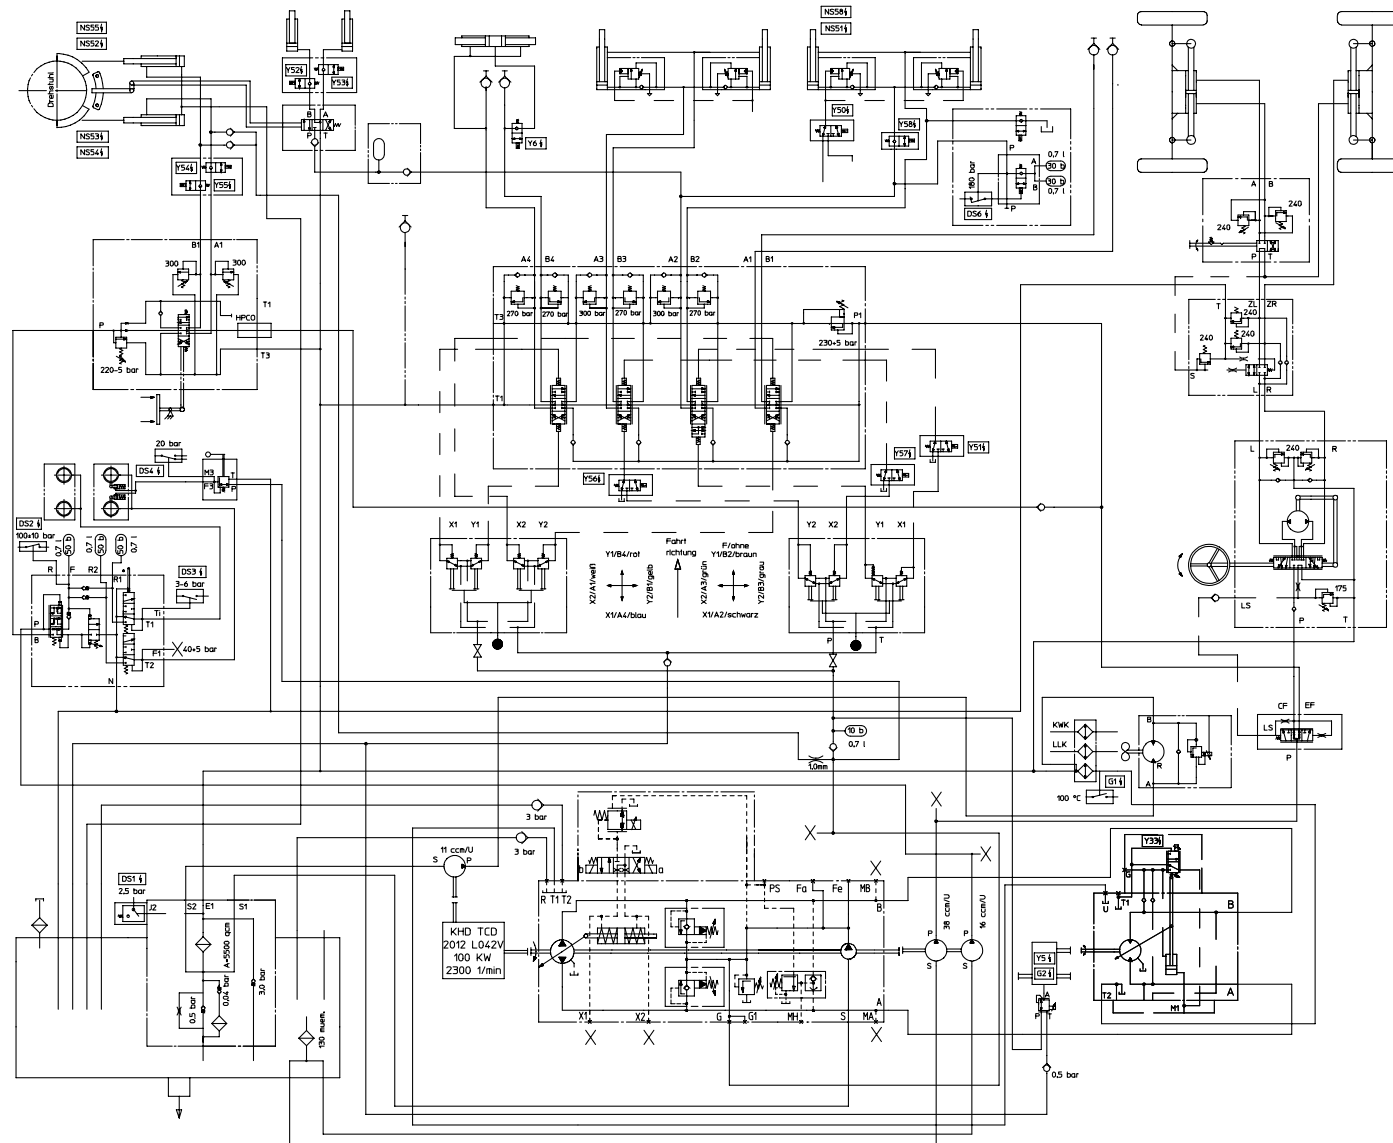 NS55
NS52
Drehstuhl
NS53
NS54
Y52
Y53
B A
P T
Y54
Y55
Y6
NS58
NS51
Y50
Y58
P
180 bar
DS6
A
B
P
0,7 l
30 b
30 b
0,7 l
A B
240
240
P T
T
ZL ZR
240
240
240
S
L R
B1 A1
300
300
T1
HPCO
P
T3
220-5 bar
A4 B4
A3 B3
A2 B2
A1 B1
270 bar
270 bar
300 bar
270 bar
300 bar
270 bar
T3
P1
230+5 bar
T1
Y56
Y57
Y51
20 bar
DS4
M3
T
F3
P
DS2
100±10 bar
0,7 l
50 b
0,7 l
50 b
50 b
0,7 l
R F R2
R1
DS3
3-6 bar
P
B
Ti
T1
F1
T2
N
40+5 bar
X1 Y1 X2 Y2
Y1/B4/rot
X2/A1/weiß
Y2/B1/gelb
X1/A4/blau
Fahrt
richtung
F/ohne
Y1/B2/braun
X2/A3/grün
Y2/B3/grau
X1/A2/schwarz
Y2 X2 Y1 X1
P T
L
240
R
LS
175
P
T
CF EF
LS
P
10 b
0,7 l
1,0mm
KWK
LLK
B
R
A
G1
100 °C
3 bar
3 bar
11 ccm/U
S P
KHD TCD
2012 L042V
100 KW
2300 1/min
b a
R T1 T2
PS Fa Fe MB
B
A
X1 X2 G G1 MH S MA
P
S
38 ccm/U
P
S
16 ccm/U
Y33
G
U
T1
B
A
T2
M1
Y5
G2
A
P T
0,5 bar
DS1
2,5 bar
J2
S2 E1 S1
A=5500 qcm
0,04 bar
0,5 bar
3,0 bar
130 muem.